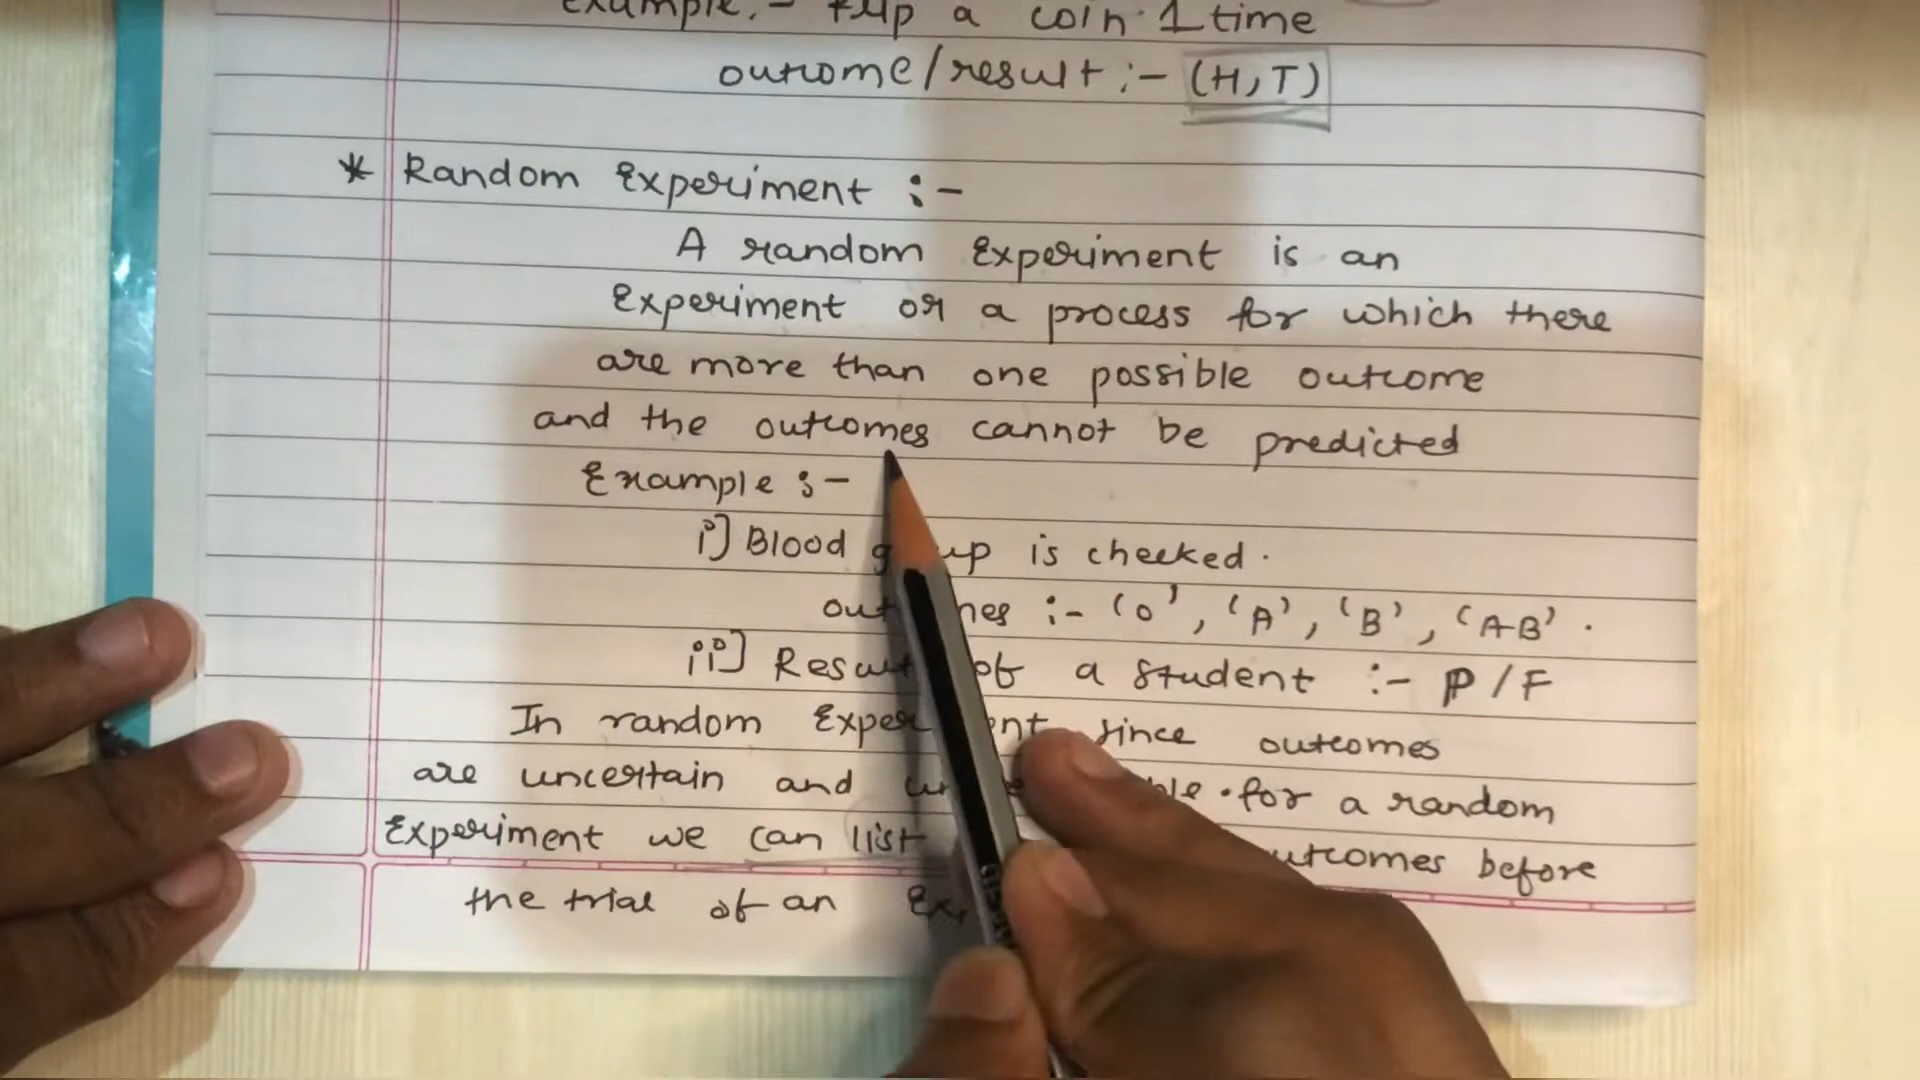 Example:- flip a coin 1 time
outcome/result :- (H, T)
* Random Experiment :-
A random Experiment is an
Experiment or a process for which there
are more than one possible outcome
and the outcomes cannot be predicted
Example :-
i] Blood is checked.
:- 'O', 'A', 'B', 'AB'.
ii] Result of a student :- P/F
In random since outcomes
are uncertain and for a random
Experiment we can list outcomes before
the trial of an